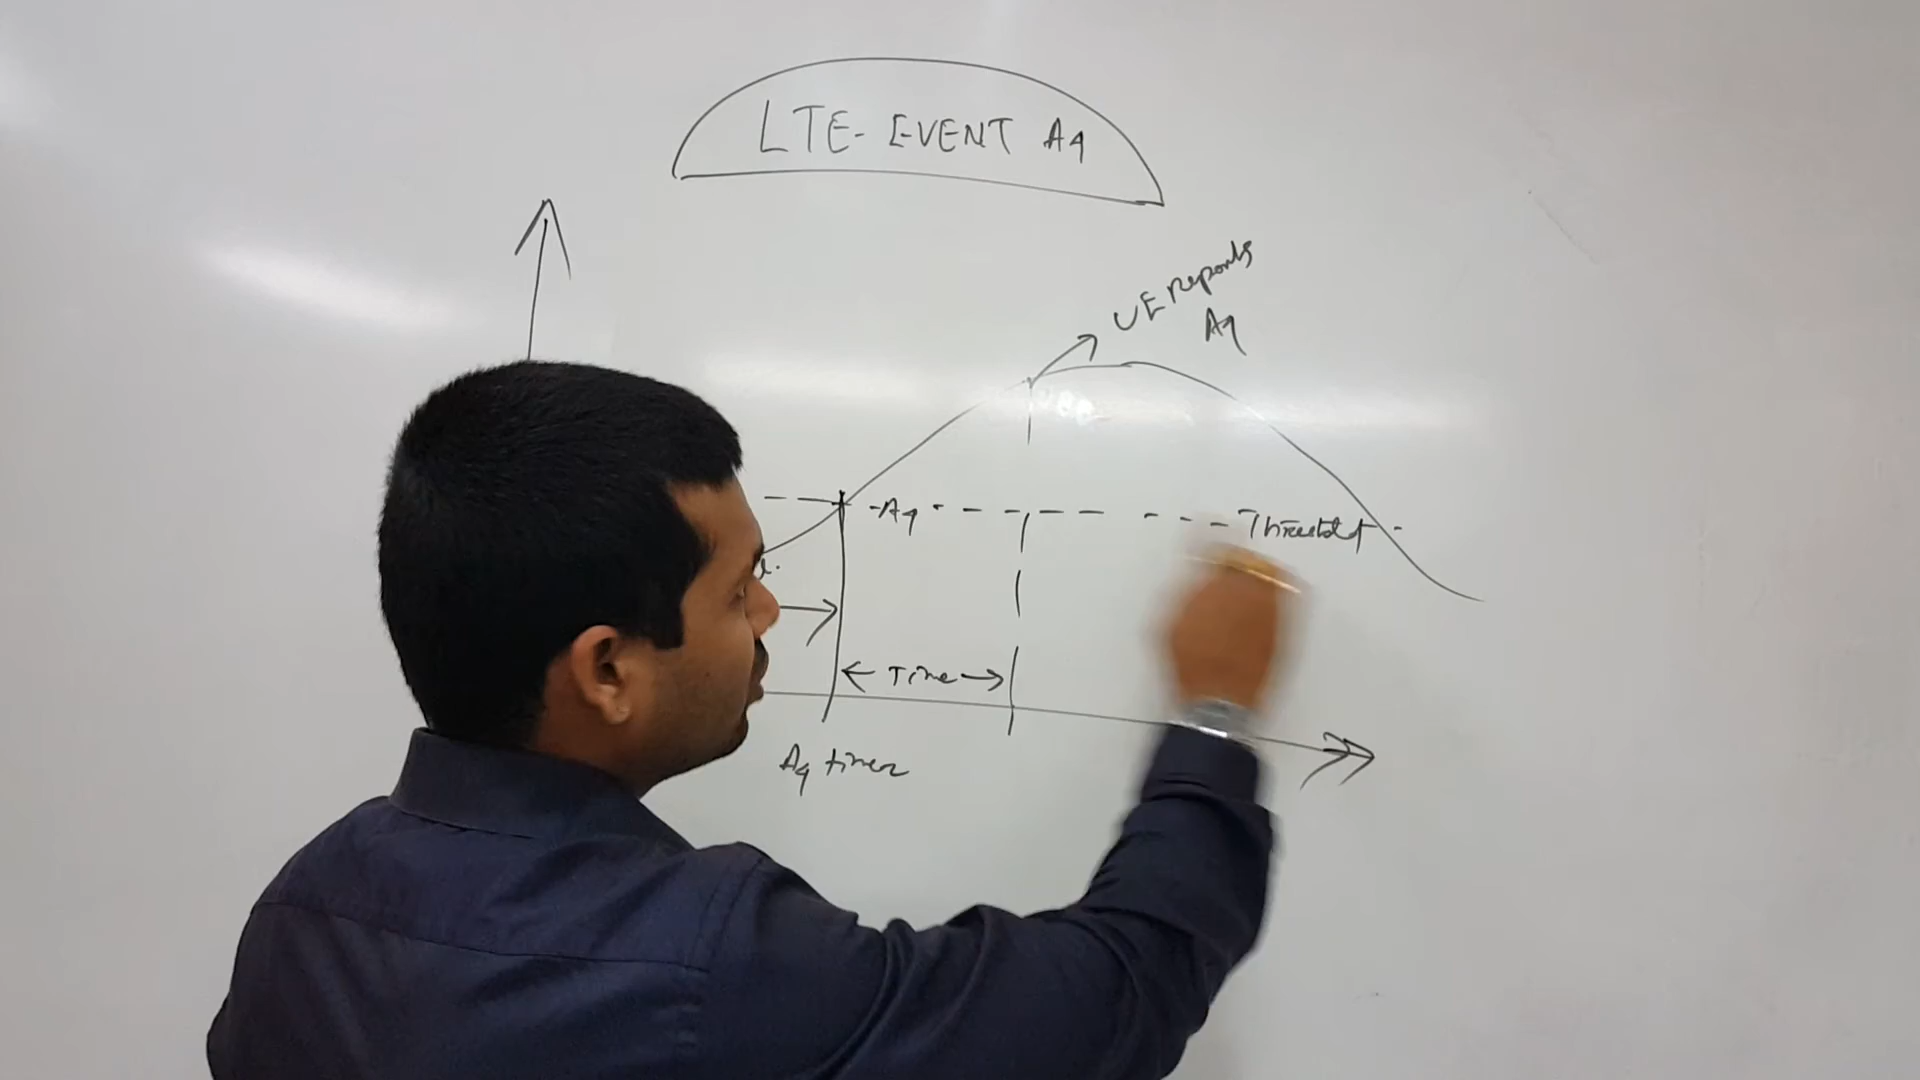 LTE- EVENT A4
UE Reports
A4
A4
Threshold
Time
A4 timer